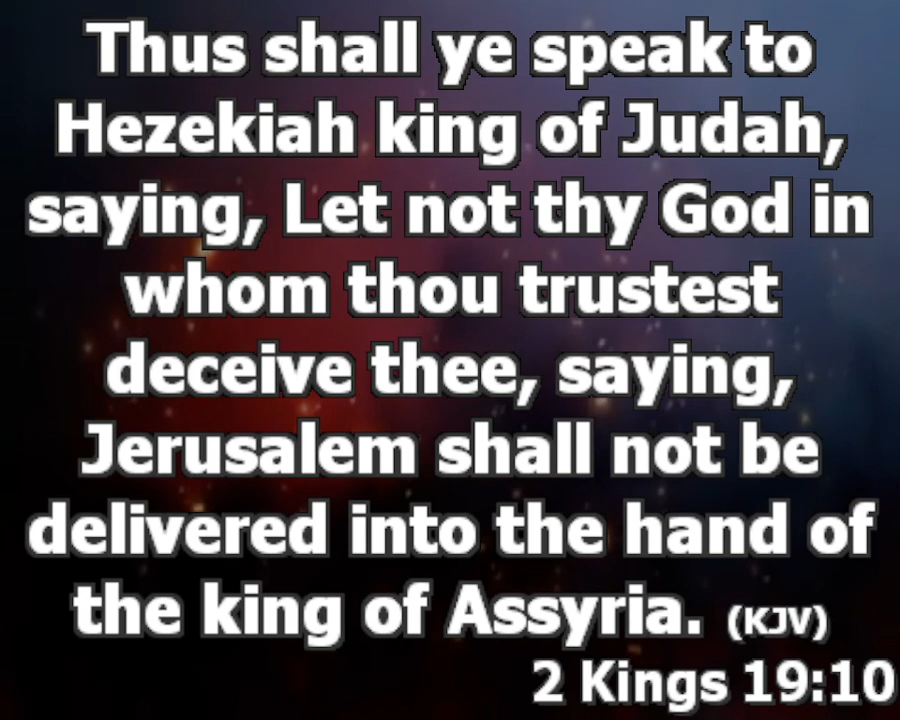 Thus shall ye speak to
Hezekiah king of Judah,
saying, Let not thy God in
whom thou trustest
deceive thee, saying,
Jerusalem shall not be
delivered into the hand of
the king of Assyria. (KJV)
2 Kings 19:10